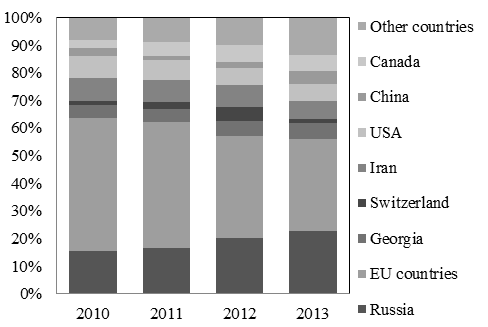 100%
90%
80%
70%
60%
50%
40%
30%
20%
10%
0%
2010 2011 2012 2013
Other countries
Canada
China
USA
Iran
Switzerland
Georgia
EU countries
Russia